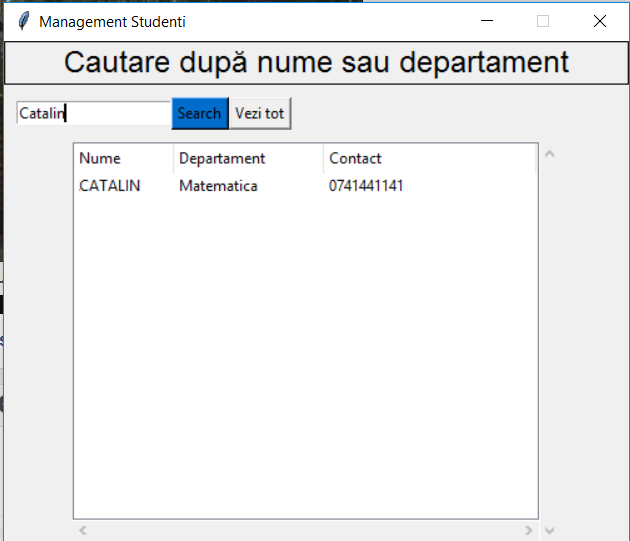 Management Studenti
Cautare după nume sau departament
Catalin Search Vezi tot
Nume Departament Contact
CATALIN Matematica 0741441141